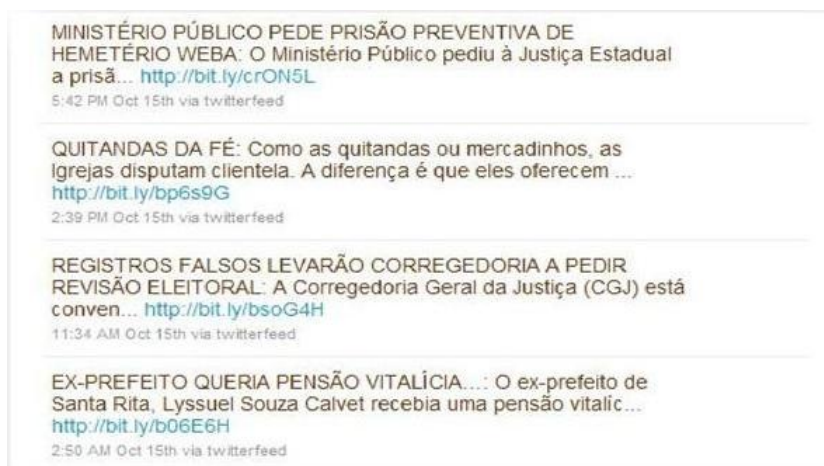 MINISTÉRIO PÚBLICO PEDE PRISÃO PREVENTIVA DE
HEMETÉRIO WEBA: O Ministério Público pediu à Justiça Estadual
a prisã... http://bit.ly/crON5L
5:42 PM Oct 15th via twitterfeed
QUITANDAS DA FÉ: Como as quitandas ou mercadinhos, as
Igrejas disputam clientela. A diferença é que eles oferecem ...
http://bit.ly/bp6s9G
2:39 PM Oct 15th via twitterfeed
REGISTROS FALSOS LEVARÃO CORREGEDORIA A PEDIR
REVISÃO ELEITORAL: A Corregedoria Geral da Justiça (CGJ) está
conven... http://bit.ly/bsoG4H
11:34 AM Oct 15th via twitterfeed
EX-PREFEITO QUERIA PENSÃO VITALÍCIA...: O ex-prefeito de
Santa Rita, Lyssuel Souza Calvet recebia uma pensão vitalíc...
http://bit.ly/b06E6H
2:50 AM Oct 15th via twitterfeed